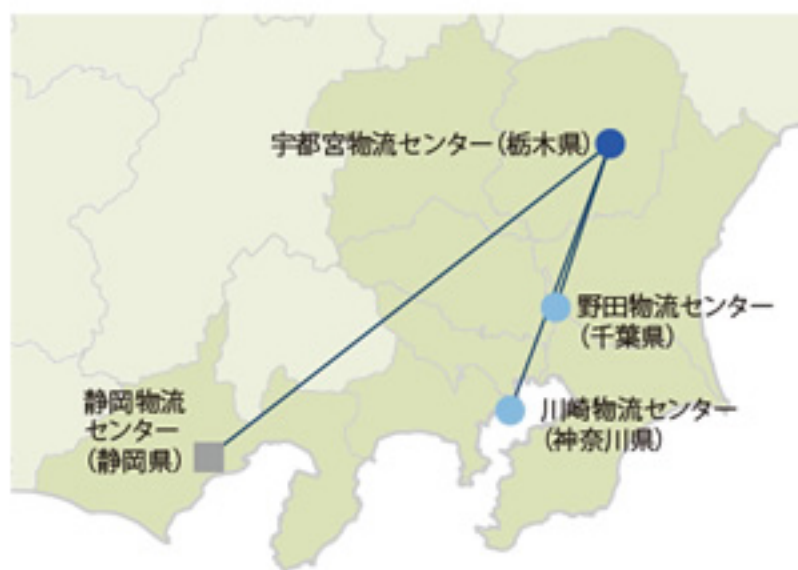 宇都宮物流センター(栃木県)
野田物流センター
(千葉県)
静岡物流
センター
(静岡県)
川崎物流センター
(神奈川県)